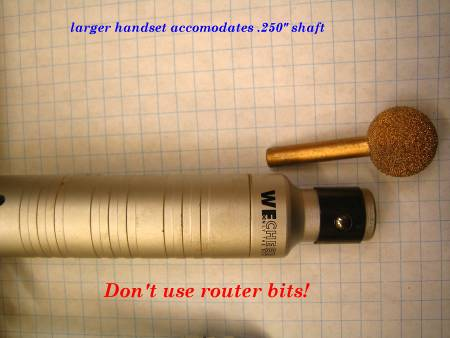 larger handset accomodates .250" shaft
WECHEER
Don't use router bits!